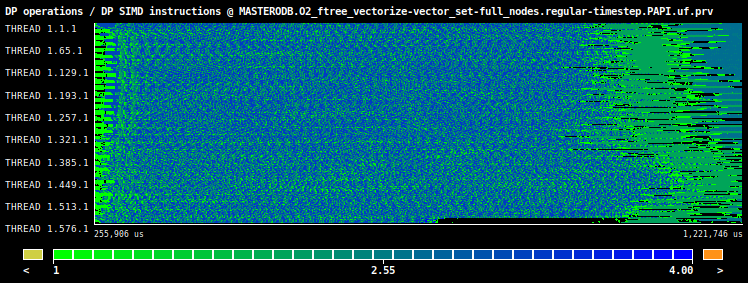 DP operations / DP SIMD instructions @ MASTERODB.O2_ftree_vectorize-vector_set-full_nodes.regular-timestep.PAPI.uf.prv
THREAD 1.1.1
THREAD 1.65.1
THREAD 1.129.1
THREAD 1.193.1
THREAD 1.257.1
THREAD 1.321.1
THREAD 1.385.1
THREAD 1.449.1
THREAD 1.513.1
THREAD 1.576.1
255,906 us 1,221,746 us
< 1 2.55 4.00 >